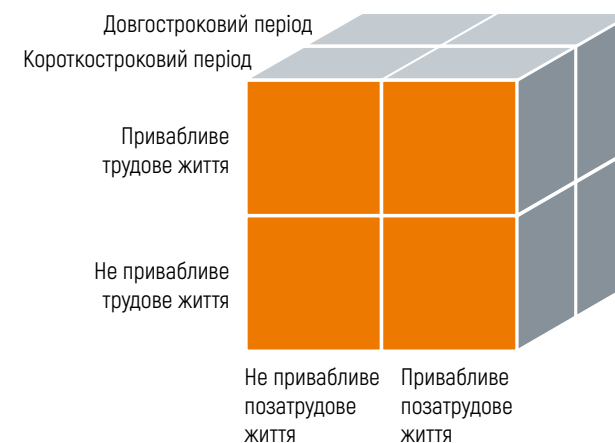 Довгостроковий період
Короткостроковий період
Привабливе
трудове життя
Не привабливе
трудове життя
Не привабливе
позатрудове
життя
Привабливе
позатрудове
життя